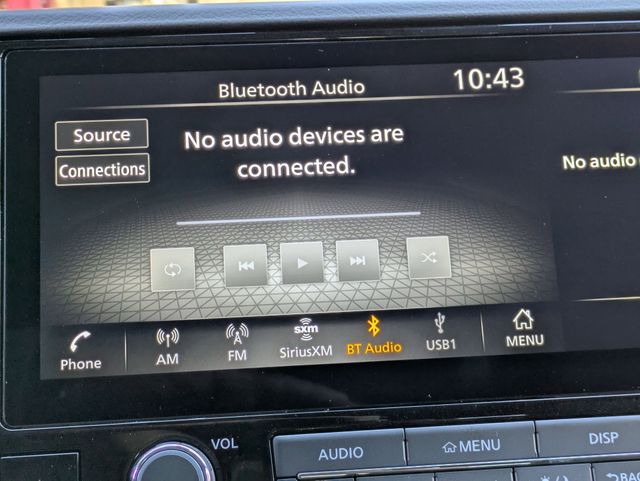 Bluetooth Audio
10:43
Source
Connections
No audio devices are
connected.
No audio
Phone
AM
FM
sxm
SiriusXM
BT Audio
USB1
MENU
VOL
AUDIO
MENU
DISP